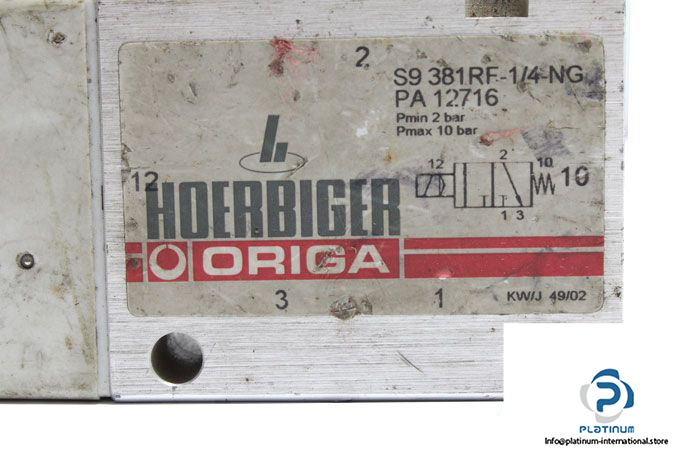 2
S9 381RF-1/4-NG
PA 12716
Pmin 2 bar
Pmax 10 bar
12 2 10
12 10
1 3
HOERBIGER
ORIGA
3 1 KW/J 49/02
PLATINUM
Info@platinum-international.store